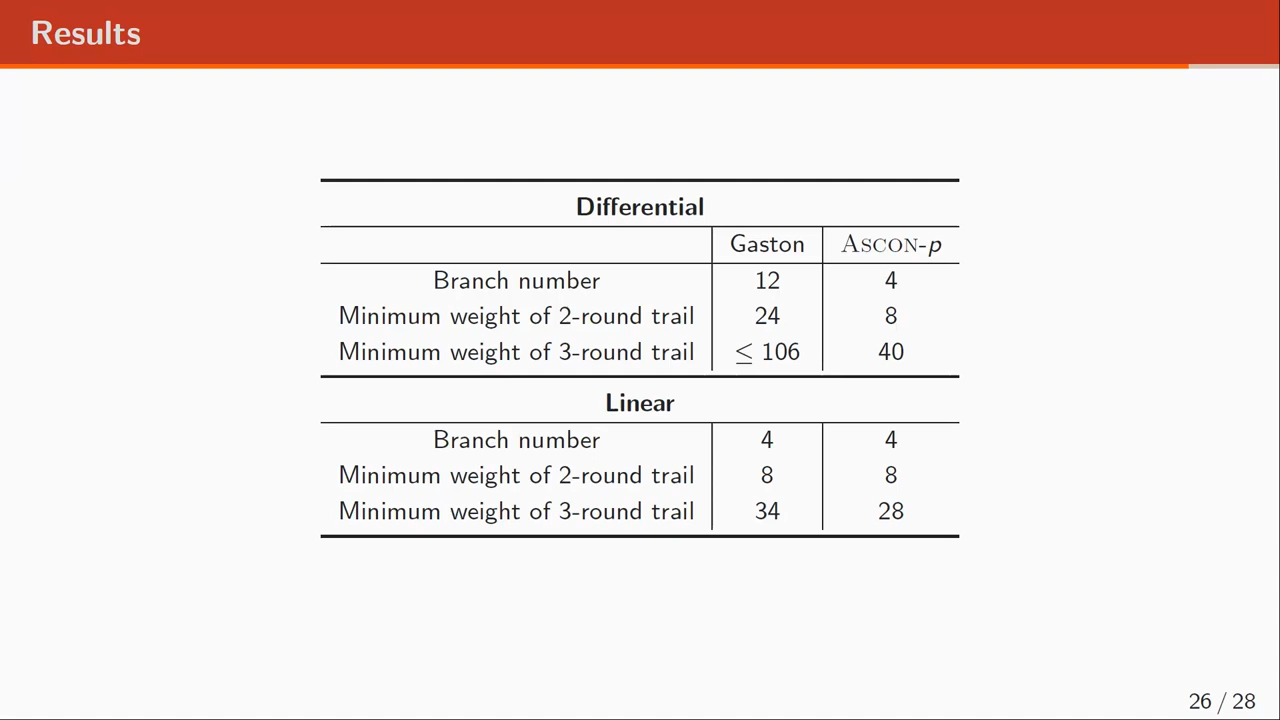 Results
Differential
Gaston Ascon-p
Branch number 12 4
Minimum weight of 2-round trail 24 8
Minimum weight of 3-round trail ≤ 106 40
Linear
Branch number 4 4
Minimum weight of 2-round trail 8 8
Minimum weight of 3-round trail 34 28
26 / 28